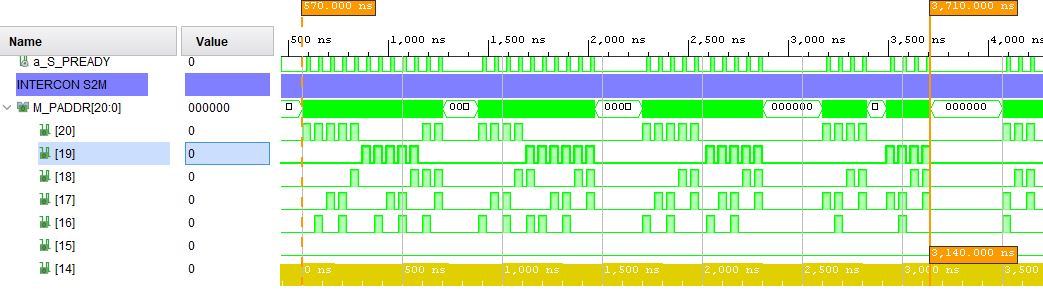 570.000 ns 3,710.000 ns
Name Value 500 ns 1,000 ns 1,500 ns 2,000 ns 2,500 ns 3,000 ns 3,500 ns 4,000 ns
a_S_PREADY 0
INTERCON S2M
M_PADDR[20:0] 000000 00 000 000000 000000
[20] 0
[19] 0
[18] 0
[17] 0
[16] 0
[15] 0
[14] 0
3,140.000 ns
0 ns 500 ns 1,000 ns 1,500 ns 2,000 ns 2,500 ns 3,500